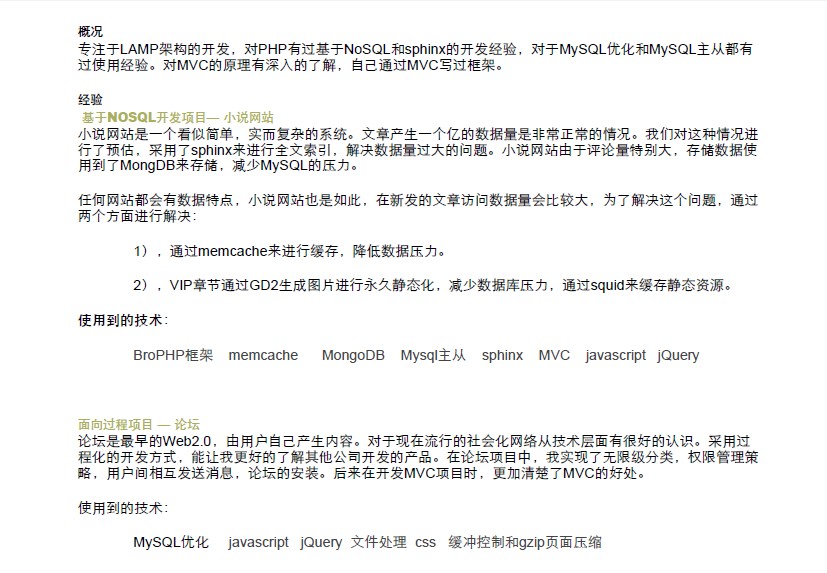 概况
专注于LAMP架构的开发，对PHP有过基于NoSQL和sphinx的开发经验，对于MySQL优化和MySQL主从都有
过使用经验。对MVC的原理有深入的了解，自己通过MVC写过框架。
经验
基于NOSQL开发项目— 小说网站
小说网站是一个看似简单，实而复杂的系统。文章产生一个亿的数据量是非常正常的情况。我们对这种情况进
行了预估，采用了sphinx来进行全文索引，解决数据量过大的问题。小说网站由于评论量特别大，存储数据使
用到了MongDB来存储，减少MySQL的压力。
任何网站都会有数据特点，小说网站也是如此，在新发的文章访问数据量会比较大，为了解决这个问题，通过
两个方面进行解决：
1），通过memcache来进行缓存，降低数据压力。
2），VIP章节通过GD2生成图片进行永久静态化，减少数据库压力，通过squid来缓存静态资源。
使用到的技术：
BroPHP框架 memcache MongoDB Mysql主从 sphinx MVC javascript jQuery
面向过程项目 — 论坛
论坛是最早的Web2.0，由用户自己产生内容。对于现在流行的社会化网络从技术层面有很好的认识。采用过
程化的开发方式，能让我更好的了解其他公司开发的产品。在论坛项目中，我实现了无限级分类，权限管理策
略，用户间相互发送消息，论坛的安装。后来在开发MVC项目时，更加清楚了MVC的好处。
使用到的技术：
MySQL优化 javascript jQuery 文件处理 css 缓冲控制和gzip页面压缩